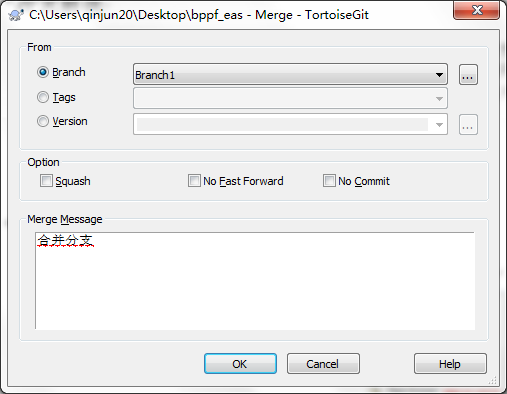 C:\Users\qinjun20\Desktop\bppf_eas - Merge - TortoiseGit
From
Branch
Branch1
...
Tags
Version
...
Option
Squash
No Fast Forward
No Commit
Merge Message
合并分支
OK
Cancel
Help